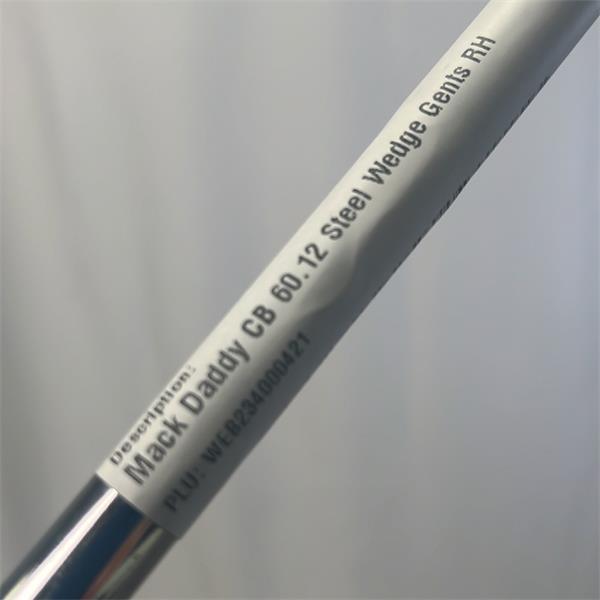 Description:
Mack Daddy CB 60.12 Steel Wedge Gents RH
PLU: WEB234000421